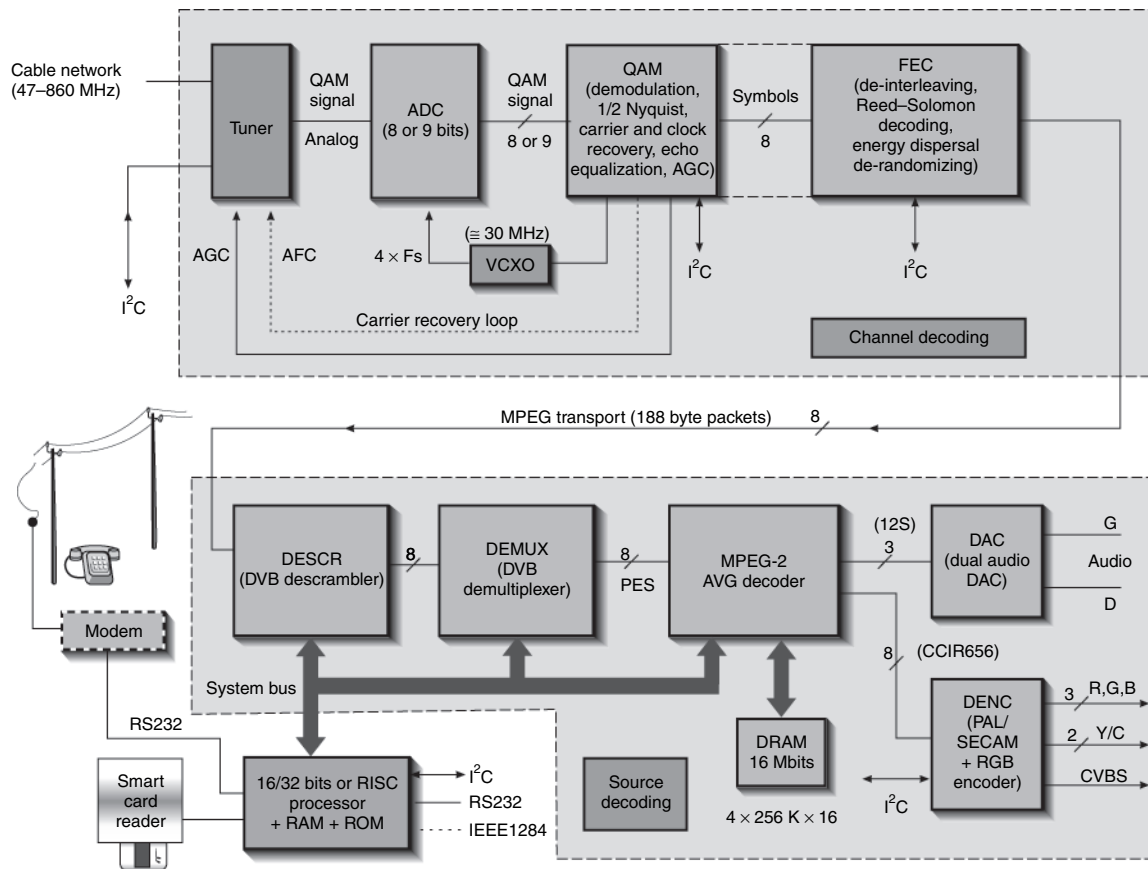 Cable network
(47–860 MHz)
Tuner
QAM
signal
Analog
ADC
(8 or 9 bits)
QAM
signal
8 or 9
QAM
(demodulation,
1/2 Nyquist,
carrier and clock
recovery, echo
equalization, AGC)
Symbols
8
FEC
(de-interleaving,
Reed–Solomon
decoding,
energy dispersal
de-randomizing)
AGC
AFC
4 × Fs
(≅ 30 MHz)
VCXO
I²C
I²C
I²C
Carrier recovery loop
Channel decoding
MPEG transport (188 byte packets)
8
DESCR
(DVB descrambler)
8
DEMUX
(DVB
demultiplexer)
8
PES
MPEG-2
AVG decoder
(12S)
3
DAC
(dual audio
DAC)
G
Audio
D
Modem
System bus
8
(CCIR656)
RS232
DRAM
16 Mbits
4 × 256 K × 16
DENC
(PAL/
SECAM
+ RGB
encoder)
3
R,G,B
2
Y/C
CVBS
I²C
Smart
card
reader
16/32 bits or RISC
processor
+ RAM + ROM
I²C
RS232
IEEE1284
Source
decoding